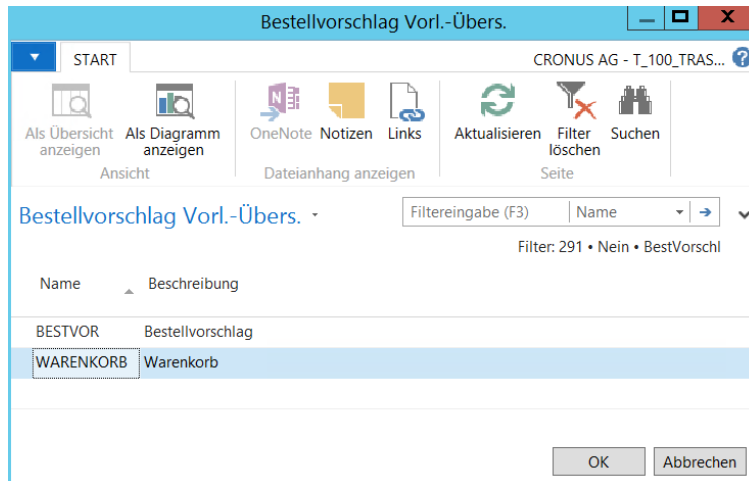 Bestellvorschlag Vorl.-Übers.
START
CRONUS AG - T_100_TRAS...
Als Übersicht anzeigen
Als Diagramm anzeigen
OneNote
Notizen
Links
Aktualisieren
Filter löschen
Suchen
Ansicht
Dateianhang anzeigen
Seite
Bestellvorschlag Vorl.-Übers.
Filtereingabe (F3)
Name
Filter: 291 • Nein • BestVorschl
Name Beschreibung
BESTVOR Bestellvorschlag
WARENKORB Warenkorb
OK Abbrechen